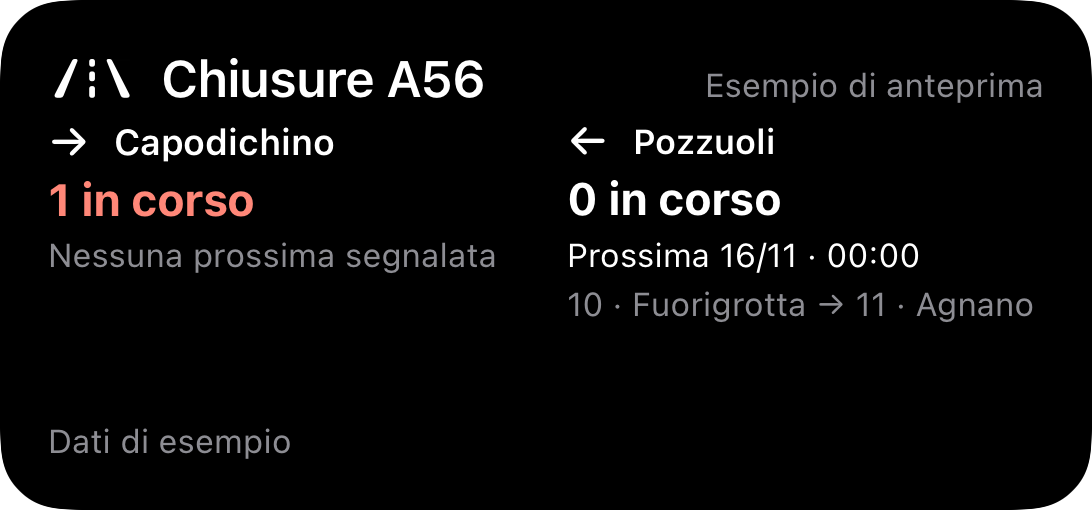 Chiusure A56
Esempio di anteprima
→ Capodichino
1 in corso
Nessuna prossima segnalata
← Pozzuoli
0 in corso
Prossima 16/11 · 00:00
10 · Fuorigrotta → 11 · Agnano
Dati di esempio